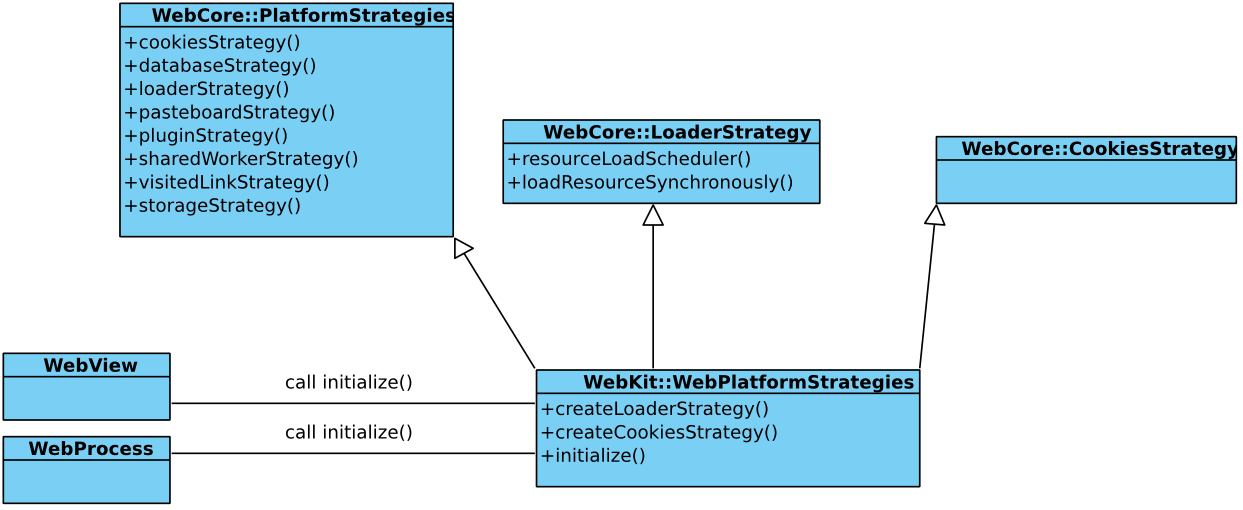 WebCore::PlatformStrategies
+cookiesStrategy()
+databaseStrategy()
+loaderStrategy()
+pasteboardStrategy()
+pluginStrategy()
+sharedWorkerStrategy()
+visitedLinkStrategy()
+storageStrategy()
WebCore::LoaderStrategy
+resourceLoadScheduler()
+loadResourceSynchronously()
WebCore::CookiesStrategy
WebView
call initialize()
WebProcess
call initialize()
WebKit::WebPlatformStrategies
+createLoaderStrategy()
+createCookiesStrategy()
+initialize()